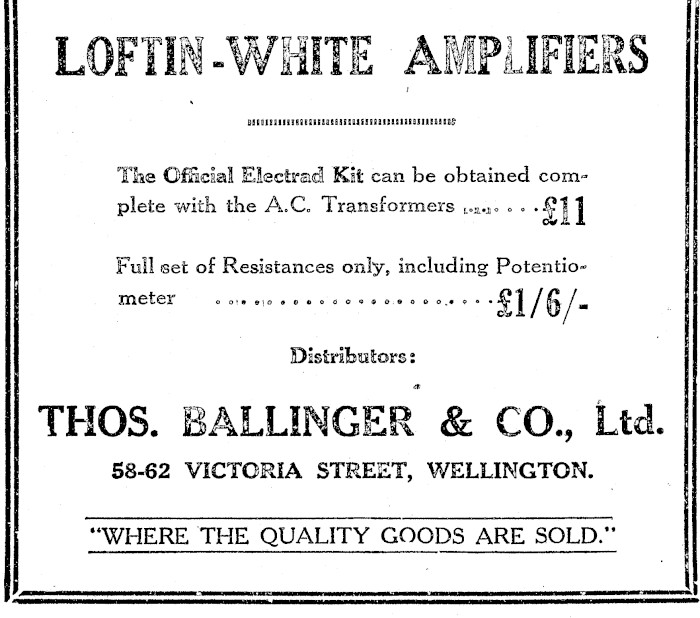 LOFTIN-WHITE AMPLIFIERS
The Official Electrad Kit can be obtained com-
plete with the A.C. Transformers ........ £11
Full set of Resistances only, including Potentio-
meter .................... £1/6/-
Distributors:
THOS. BALLINGER & CO., Ltd.
58-62 VICTORIA STREET, WELLINGTON.
"WHERE THE QUALITY GOODS ARE SOLD."